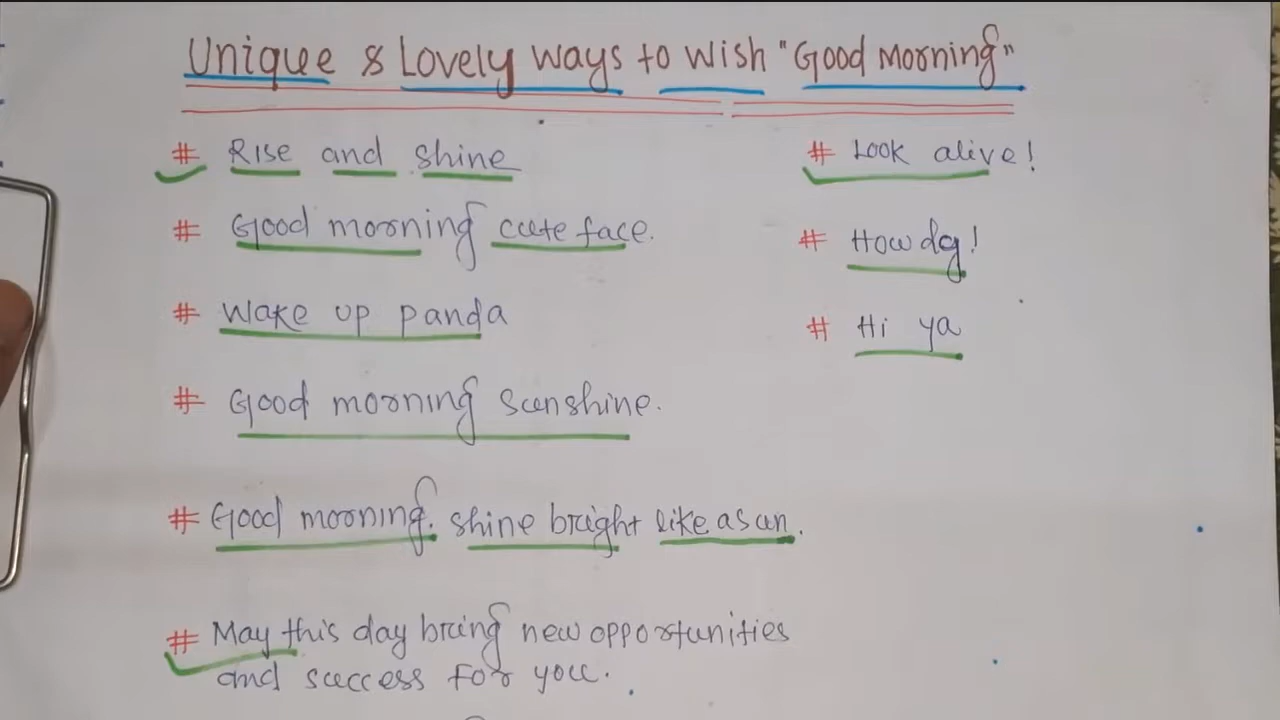 Unique & Lovely ways to wish "Good morning"
# Rise and shine
# Good morning cute face.
# Wake up panda
# Good morning sunshine.
# Good morning. shine bright like a sun.
# May this day bring new opportunities
and success for you.
# Look alive!
# Howdy!
# Hi ya